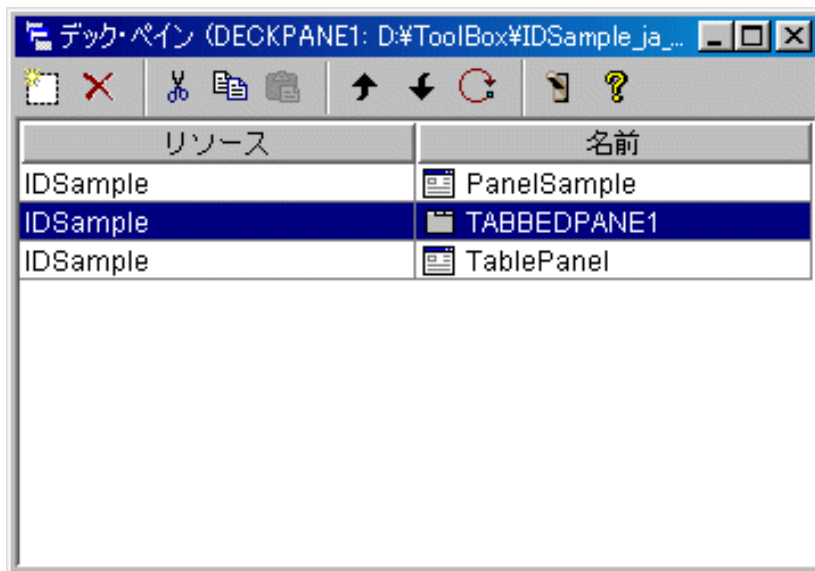 デック・ペイン (DECKPANE1: D:¥ToolBox¥IDSample_ja_...
リソース 名前
IDSample PanelSample
IDSample TABBEDPANE1
IDSample TablePanel